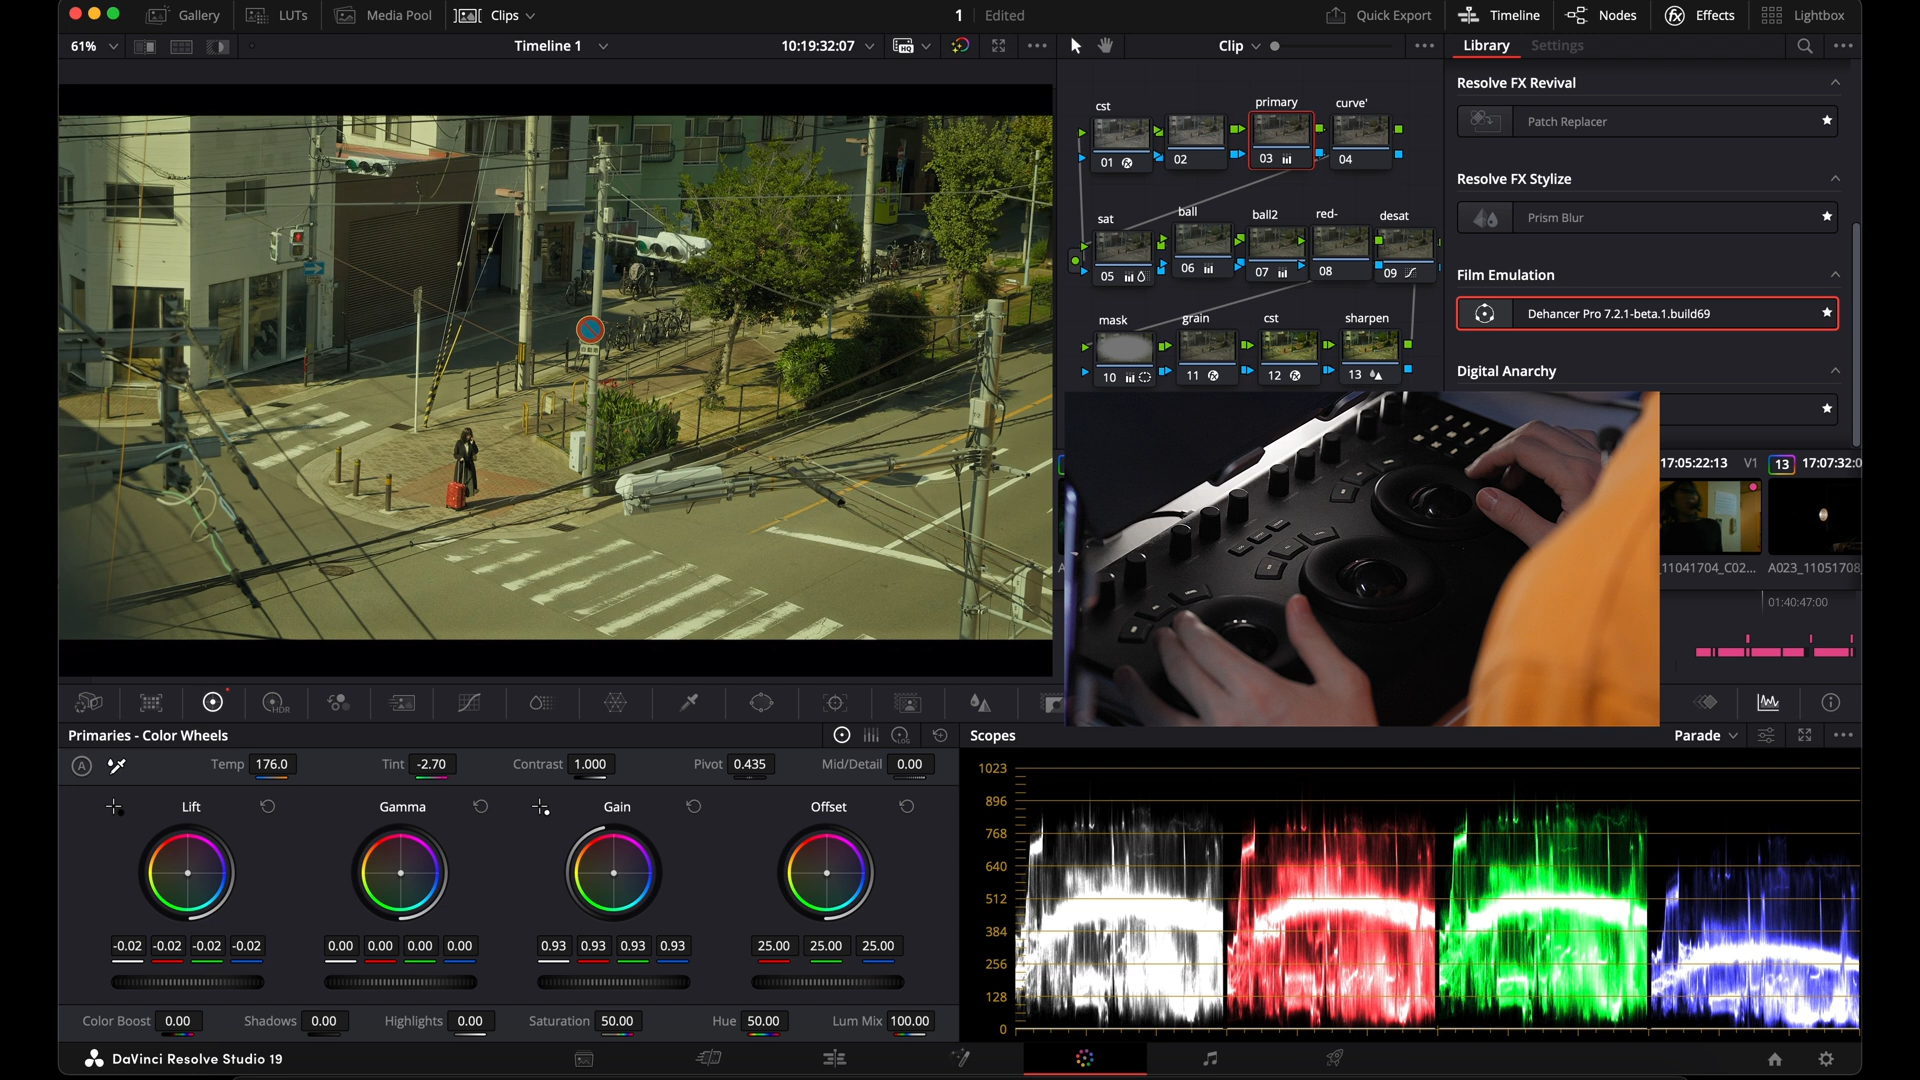 Gallery LUTs Media Pool Clips 1 Edited Quick Export Timeline Nodes Effects Lightbox
61% Timeline 1 10:19:32:07 HQ Clip Library Settings
Resolve FX Revival
Patch Replacer
Resolve FX Stylize
Prism Blur
Film Emulation
Dehancer Pro 7.2.1-beta.1.build69
Digital Anarchy
cst primary curve'
01 02 03 04
sat ball ball2 red- desat
05 06 07 08 09
mask grain cst sharpen
10 11 12 13
17:05:22:13 V1 13 17:07:32:0
_11041704_C02... A023_11051708_
01:40:47:00
HDR
Primaries - Color Wheels LOG Scopes Parade
A Temp 176.0 Tint -2.70 Contrast 1.000 Pivot 0.435 Mid/Detail 0.00
Lift Gamma Gain Offset
-0.02 -0.02 -0.02 -0.02 0.00 0.00 0.00 0.00 0.93 0.93 0.93 0.93 25.00 25.00 25.00
Color Boost 0.00 Shadows 0.00 Highlights 0.00 Saturation 50.00 Hue 50.00 Lum Mix 100.00
1023
896
768
640
512
384
256
128
0
DaVinci Resolve Studio 19